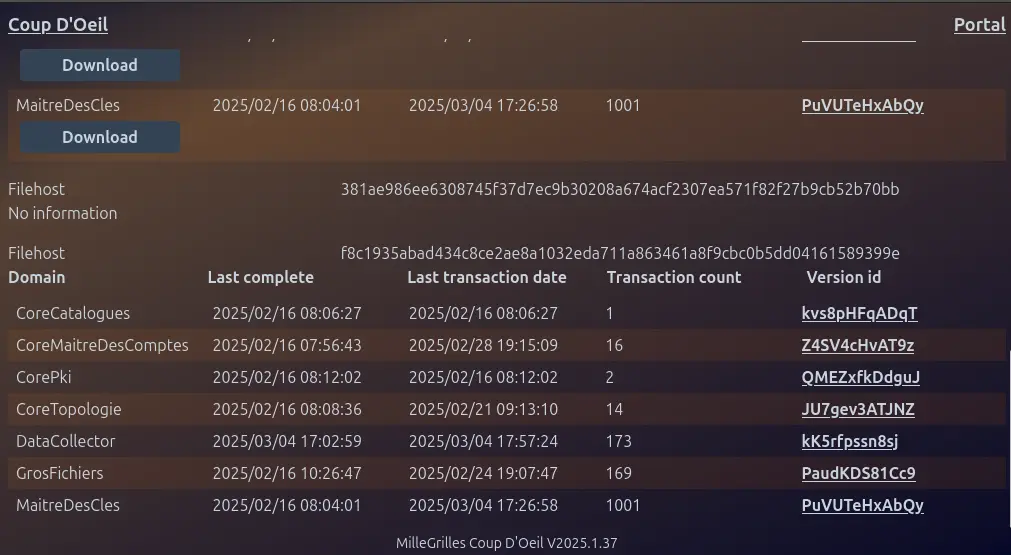 Coup D'Oeil Portal
Download
MaitreDesCles 2025/02/16 08:04:01 2025/03/04 17:26:58 1001 PuVUTeHxAbQy
Download
Filehost 381ae986ee6308745f37d7ec9b30208a674acf2307ea571f82f27b9cb52b70bb
No information
Filehost f8c1935abad434c8ce2ae8a1032eda711a863461a8f9cbc0b5dd04161589399e
Domain Last complete Last transaction date Transaction count Version id
CoreCatalogues 2025/02/16 08:06:27 2025/02/16 08:06:27 1 kvs8pHFqADqT
CoreMaitreDesComptes 2025/02/16 07:56:43 2025/02/28 19:15:09 16 Z4SV4cHvAT9z
CorePki 2025/02/16 08:12:02 2025/02/16 08:12:02 2 QMEZxfkDdguJ
CoreTopologie 2025/02/16 08:08:36 2025/02/21 09:13:10 14 JU7gev3ATJNZ
DataCollector 2025/03/04 17:02:59 2025/03/04 17:57:24 173 kK5rfpssn8sj
GrosFichiers 2025/02/16 10:26:47 2025/02/24 19:07:47 169 PaudKDS81Cc9
MaitreDesCles 2025/02/16 08:04:01 2025/03/04 17:26:58 1001 PuVUTeHxAbQy
MilleGrilles Coup D'Oeil V2025.1.37